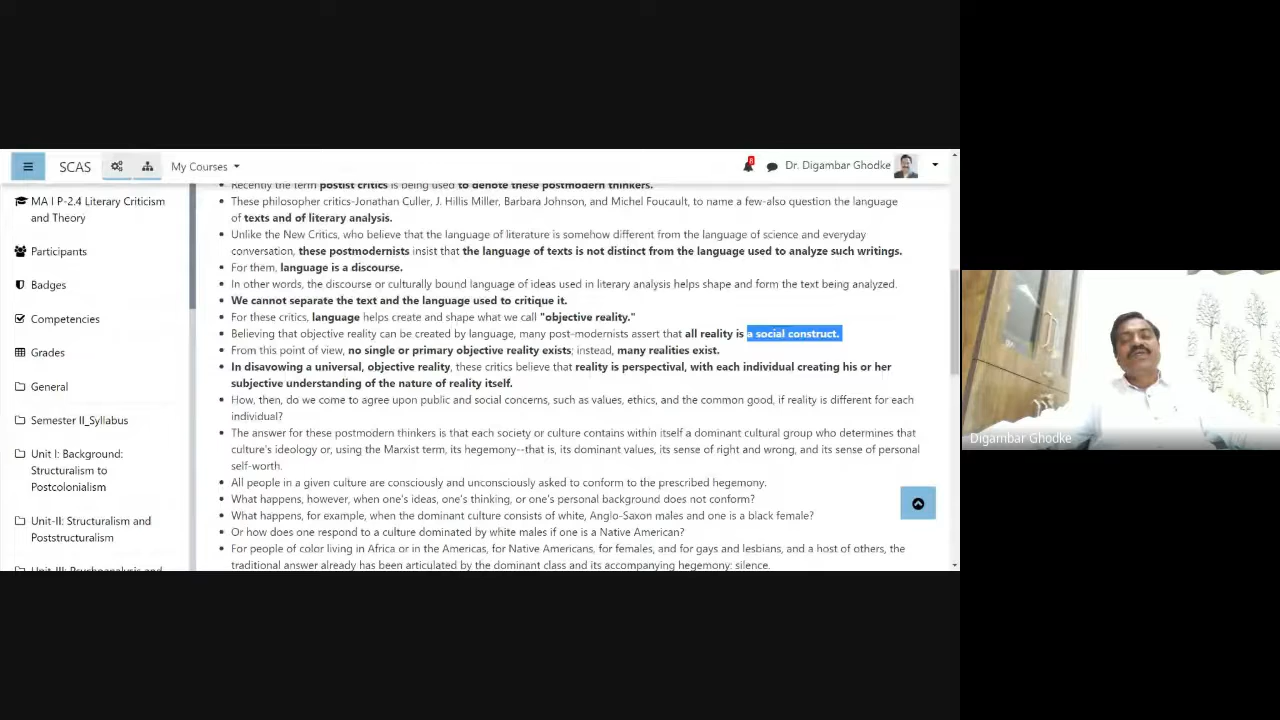 SCAS
My Courses
8
Dr. Digambar Ghodke
MA I P-2.4 Literary Criticism
and Theory
Participants
Badges
Competencies
Grades
General
Semester II_Syllabus
Unit I: Background:
Structuralism to
Postcolonialism
Unit-II: Structuralism and
Poststructuralism
Unit-III: Psychoanalysis and
Recently the term postist critics is being used to denote these postmodern thinkers.
These philosopher critics-Jonathan Culler, J. Hillis Miller, Barbara Johnson, and Michel Foucault, to name a few-also question the language
of texts and of literary analysis.
Unlike the New Critics, who believe that the language of literature is somehow different from the language of science and everyday
conversation, these postmodernists insist that the language of texts is not distinct from the language used to analyze such writings.
For them, language is a discourse.
In other words, the discourse or culturally bound language of ideas used in literary analysis helps shape and form the text being analyzed.
We cannot separate the text and the language used to critique it.
For these critics, language helps create and shape what we call "objective reality."
Believing that objective reality can be created by language, many post-modernists assert that all reality is a social construct.
From this point of view, no single or primary objective reality exists; instead, many realities exist.
In disavowing a universal, objective reality, these critics believe that reality is perspectival, with each individual creating his or her
subjective understanding of the nature of reality itself.
How, then, do we come to agree upon public and social concerns, such as values, ethics, and the common good, if reality is different for each
individual?
The answer for these postmodern thinkers is that each society or culture contains within itself a dominant cultural group who determines that
culture's ideology or, using the Marxist term, its hegemony--that is, its dominant values, its sense of right and wrong, and its sense of personal
self-worth.
All people in a given culture are consciously and unconsciously asked to conform to the prescribed hegemony.
What happens, however, when one's ideas, one's thinking, or one's personal background does not conform?
What happens, for example, when the dominant culture consists of white, Anglo-Saxon males and one is a black female?
Or how does one respond to a culture dominated by white males if one is a Native American?
For people of color living in Africa or in the Americas, for Native Americans, for females, and for gays and lesbians, and a host of others, the
traditional answer already has been articulated by the dominant class and its accompanying hegemony: silence.
Digambar Ghodke